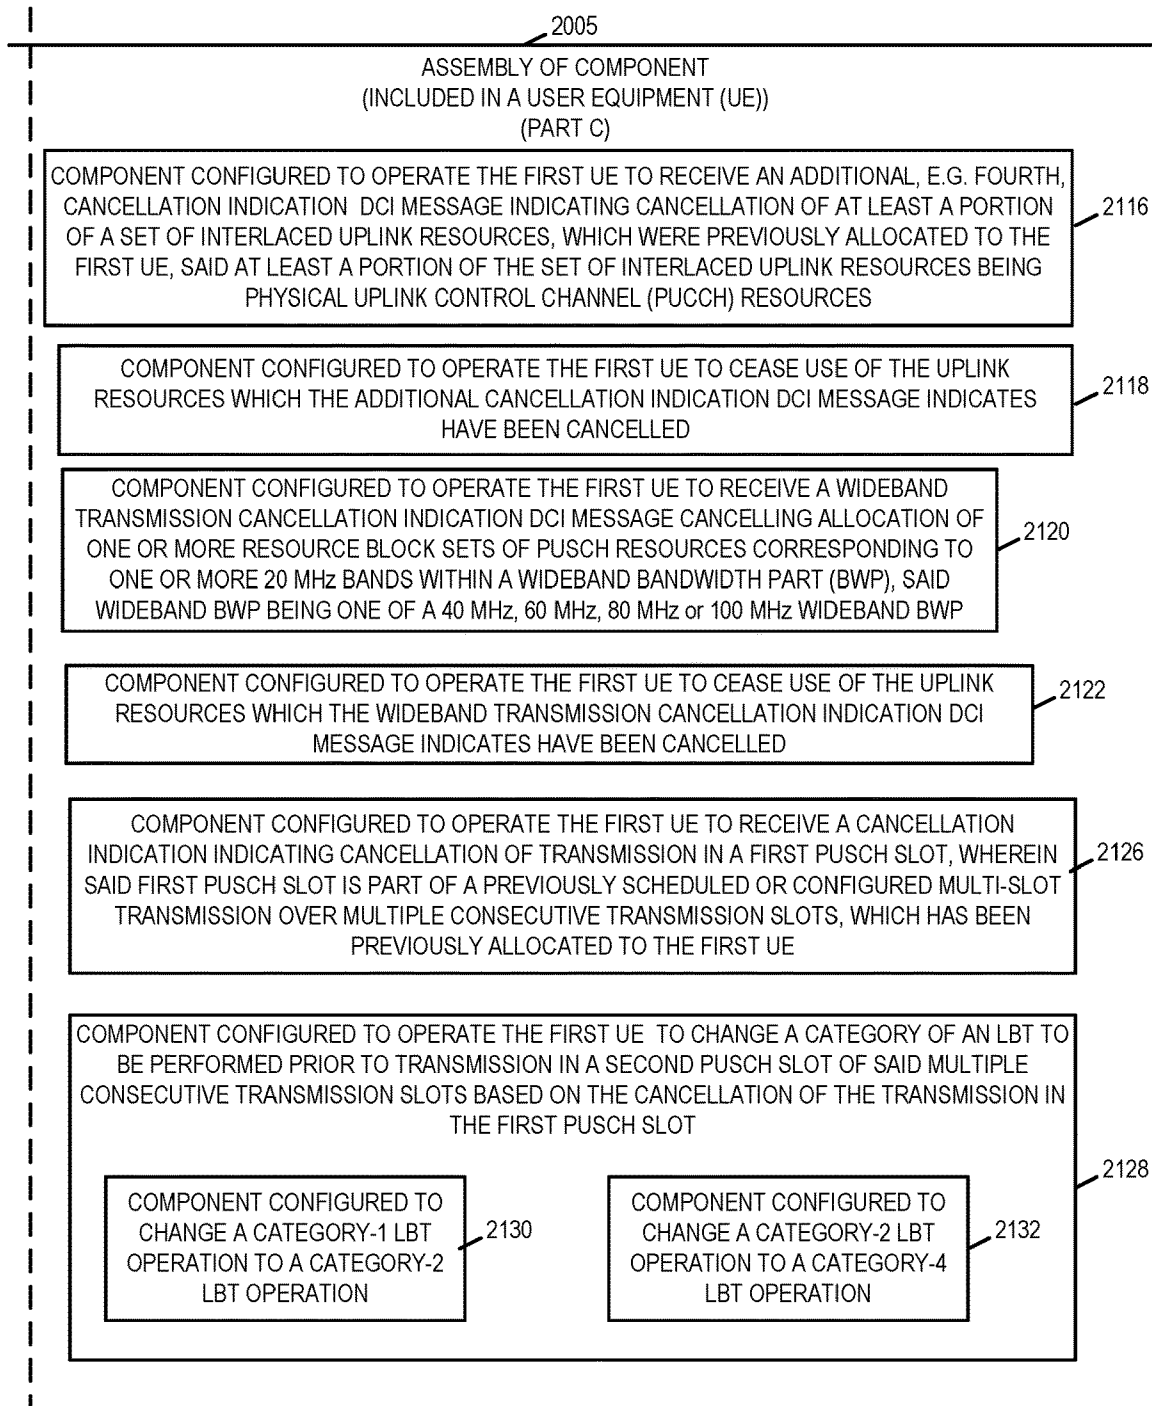 2005
ASSEMBLY OF COMPONENT
(INCLUDED IN A USER EQUIPMENT (UE))
(PART C)
COMPONENT CONFIGURED TO OPERATE THE FIRST UE TO RECEIVE AN ADDITIONAL, E.G. FOURTH,
CANCELLATION INDICATION DCI MESSAGE INDICATING CANCELLATION OF AT LEAST A PORTION
OF A SET OF INTERLACED UPLINK RESOURCES, WHICH WERE PREVIOUSLY ALLOCATED TO THE
FIRST UE, SAID AT LEAST A PORTION OF THE SET OF INTERLACED UPLINK RESOURCES BEING
PHYSICAL UPLINK CONTROL CHANNEL (PUCCH) RESOURCES
2116
COMPONENT CONFIGURED TO OPERATE THE FIRST UE TO CEASE USE OF THE UPLINK
RESOURCES WHICH THE ADDITIONAL CANCELLATION INDICATION DCI MESSAGE INDICATES
HAVE BEEN CANCELLED
2118
COMPONENT CONFIGURED TO OPERATE THE FIRST UE TO RECEIVE A WIDEBAND
TRANSMISSION CANCELLATION INDICATION DCI MESSAGE CANCELLING ALLOCATION OF
ONE OR MORE RESOURCE BLOCK SETS OF PUSCH RESOURCES CORRESPONDING TO
ONE OR MORE 20 MHz BANDS WITHIN A WIDEBAND BANDWIDTH PART (BWP), SAID
WIDEBAND BWP BEING ONE OF A 40 MHz, 60 MHz, 80 MHz or 100 MHz WIDEBAND BWP
2120
COMPONENT CONFIGURED TO OPERATE THE FIRST UE TO CEASE USE OF THE UPLINK
RESOURCES WHICH THE WIDEBAND TRANSMISSION CANCELLATION INDICATION DCI
MESSAGE INDICATES HAVE BEEN CANCELLED
2122
COMPONENT CONFIGURED TO OPERATE THE FIRST UE TO RECEIVE A CANCELLATION
INDICATION INDICATING CANCELLATION OF TRANSMISSION IN A FIRST PUSCH SLOT, WHEREIN
SAID FIRST PUSCH SLOT IS PART OF A PREVIOUSLY SCHEDULED OR CONFIGURED MULTI-SLOT
TRANSMISSION OVER MULTIPLE CONSECUTIVE TRANSMISSION SLOTS, WHICH HAS BEEN
PREVIOUSLY ALLOCATED TO THE FIRST UE
2126
COMPONENT CONFIGURED TO OPERATE THE FIRST UE TO CHANGE A CATEGORY OF AN LBT TO
BE PERFORMED PRIOR TO TRANSMISSION IN A SECOND PUSCH SLOT OF SAID MULTIPLE
CONSECUTIVE TRANSMISSION SLOTS BASED ON THE CANCELLATION OF THE TRANSMISSION IN
THE FIRST PUSCH SLOT
2128
COMPONENT CONFIGURED TO
CHANGE A CATEGORY-1 LBT
OPERATION TO A CATEGORY-2
LBT OPERATION
2130
COMPONENT CONFIGURED TO
CHANGE A CATEGORY-2 LBT
OPERATION TO A CATEGORY-4
LBT OPERATION
2132